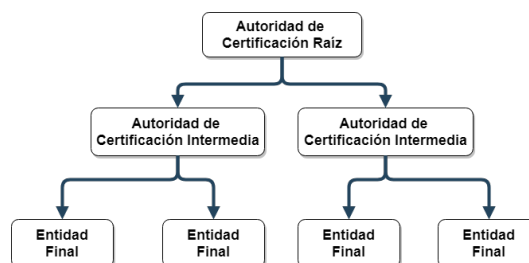 Autoridad de
Certificación Raíz
Autoridad de
Certificación Intermedia
Autoridad de
Certificación Intermedia
Entidad
Final
Entidad
Final
Entidad
Final
Entidad
Final